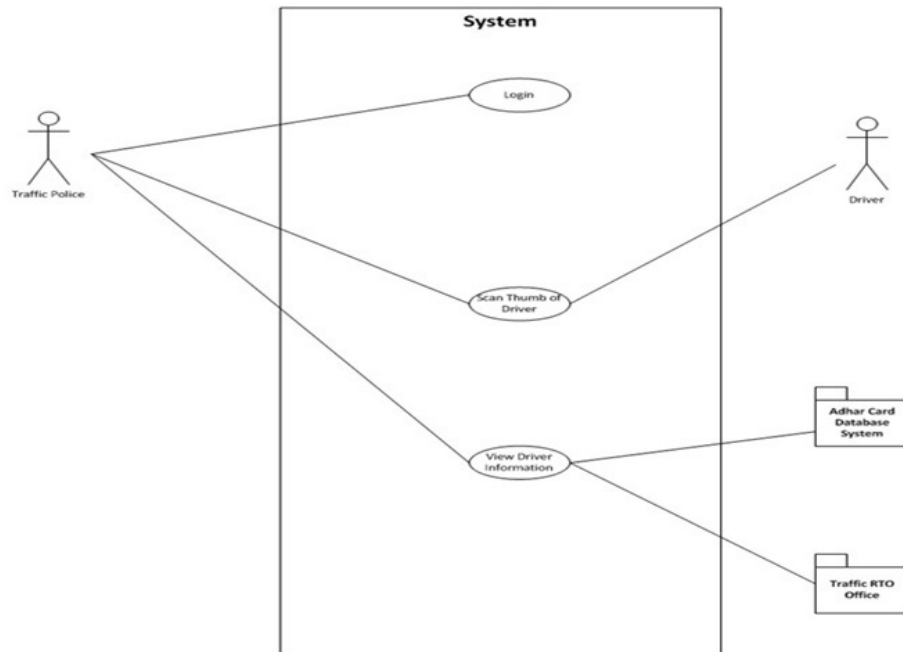 System
Login
Traffic Police
Driver
Scan Thumb of
Driver
Adhar Card
Database
System
View Driver
Information
Traffic RTO
Office